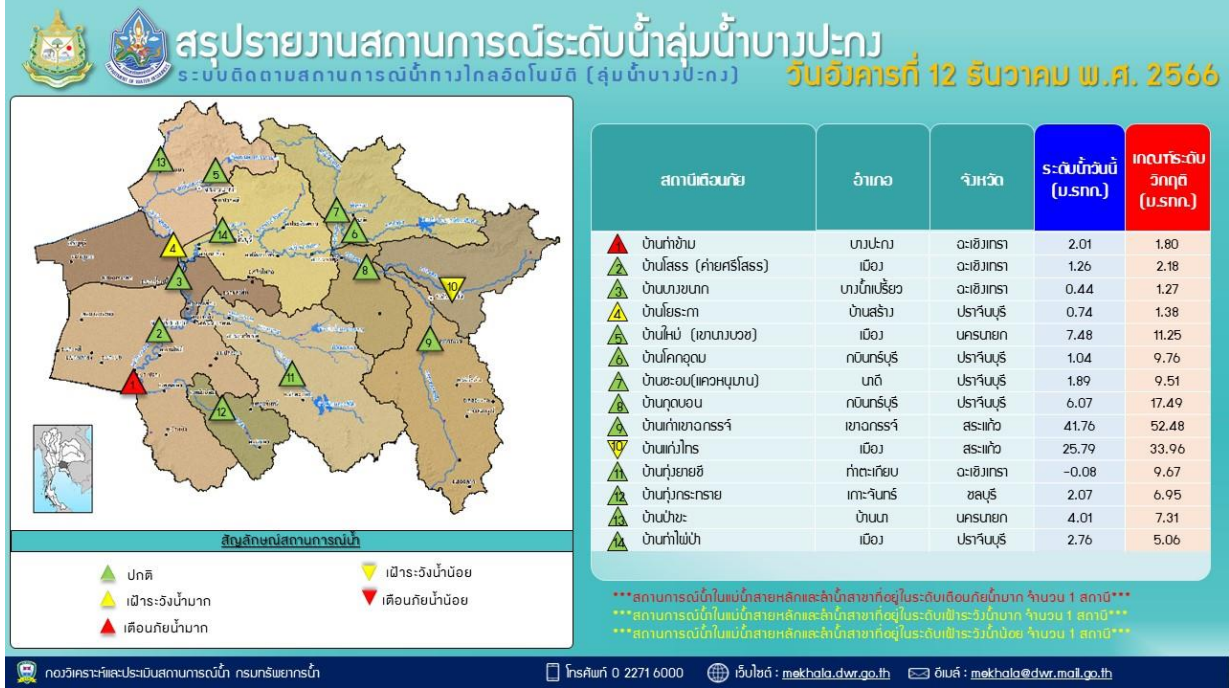 สรุปรายงานสถานการณ์ระดับน้ำลุ่มน้ำบางปะกง
ระบบติดตามสถานการณ์น้ำทางไกลอัตโนมัติ (ลุ่มน้ำบางปะกง)
วันอังคารที่ 12 ธันวาคม พ.ศ. 2566
13
5
14
4
3
7
6
8
10
2
9
1
11
12
สัญลักษณ์สถานการณ์น้ำ
ปกติ
เฝ้าระวังน้ำมาก
เตือนภัยน้ำมาก
เฝ้าระวังน้ำน้อย
เตือนภัยน้ำน้อย
สถานีเตือนภัย อำเภอ จังหวัด ระดับน้ำวันนี้ (ม.รทก.) เกณฑ์ระดับวิกฤติ (ม.รทก.)
1 บ้านท่าข้าม บางปะกง ฉะเชิงเทรา 2.01 1.80
2 บ้านโสธร (ค่ายศรีโสธร) เมือง ฉะเชิงเทรา 1.26 2.18
3 บ้านบางขนาก บางน้ำเปรี้ยว ฉะเชิงเทรา 0.44 1.27
4 บ้านโยธะกา บ้านสร้าง ปราจีนบุรี 0.74 1.38
5 บ้านใหม่ (เขานางบวช) เมือง นครนายก 7.48 11.25
6 บ้านโคกอุดม กบินทร์บุรี ปราจีนบุรี 1.04 9.76
7 บ้านซะอม(แควหนุมาน) นาดี ปราจีนบุรี 1.89 9.51
8 บ้านกุดบอน กบินทร์บุรี ปราจีนบุรี 6.07 17.49
9 บ้านเก่าเขาฉกรรจ์ เขาฉกรรจ์ สระแก้ว 41.76 52.48
10 บ้านแก่งไทร เมือง สระแก้ว 25.79 33.96
11 บ้านทุ่งยายชี ท่าตะเกียบ ฉะเชิงเทรา -0.08 9.67
12 บ้านทุ่งกระทราย เกาะจันทร์ ชลบุรี 2.07 6.95
13 บ้านป่าขะ บ้านนา นครนายก 4.01 7.31
14 บ้านท่าไผ่ป่า เมือง ปราจีนบุรี 2.76 5.06
***สถานการณ์น้ำในแม่น้ำสายหลักและลำน้ำสาขาที่อยู่ในระดับเตือนภัยน้ำมาก จำนวน 1 สถานี***
***สถานการณ์น้ำในแม่น้ำสายหลักและลำน้ำสาขาที่อยู่ในระดับเฝ้าระวังน้ำมาก จำนวน 1 สถานี***
***สถานการณ์น้ำในแม่น้ำสายหลักและลำน้ำสาขาที่อยู่ในระดับเฝ้าระวังน้ำน้อย จำนวน 1 สถานี***
กองวิเคราะห์และประเมินสถานการณ์น้ำ กรมทรัพยากรน้ำ โทรศัพท์ 0 2271 6000 เว็บไซต์ : mekhala.dwr.go.th อีเมล์ : mekhala@dwr.mail.go.th